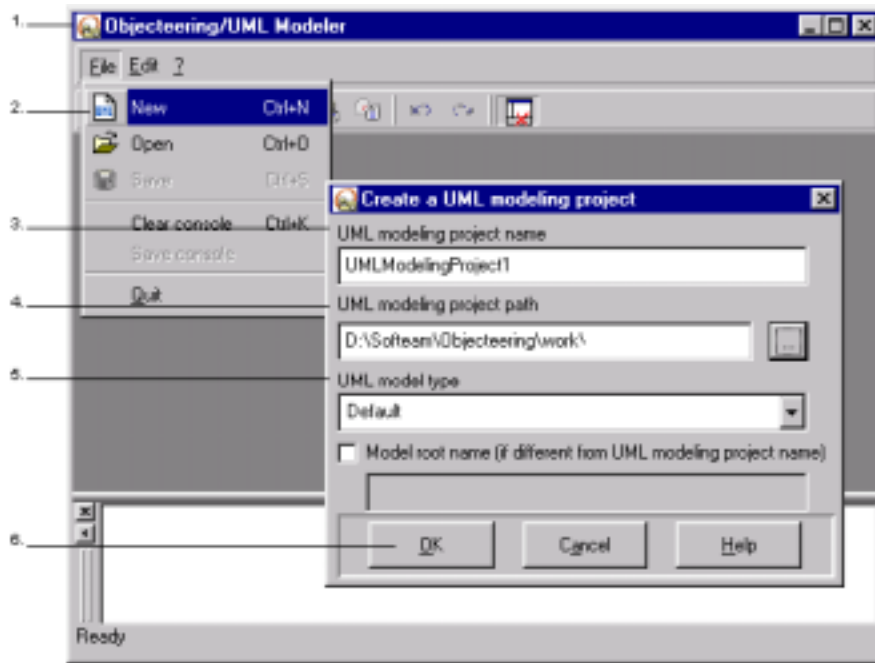 1.
Objecteering/UML Modeler
File Edit ?
2.
New Ctrl+N
Open Ctrl+O
Save Ctrl+S
3.
Clear console Ctrl+K
Save console
Quit
Create a UML modeling project
UML modeling project name
UMLModelingProject1
4.
UML modeling project path
D:\Softeam\Objecteering\work\
...
5.
UML model type
Default
Model root name (if different from UML modeling project name)
6.
OK Cancel Help
Ready